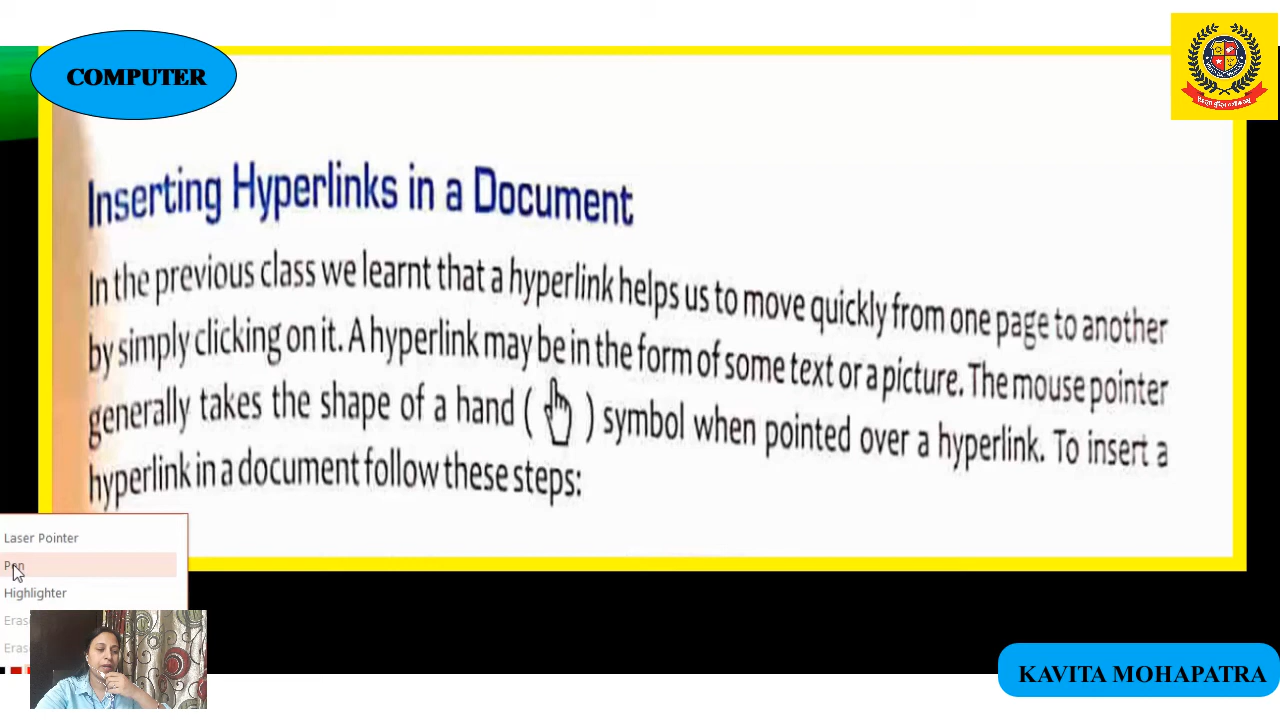 COMPUTER
Inserting Hyperlinks in a Document
In the previous class we learnt that a hyperlink helps us to move quickly from one page to another
by simply clicking on it. A hyperlink may be in the form of some text or a picture. The mouse pointer
generally takes the shape of a hand ( ) symbol when pointed over a hyperlink. To insert a
hyperlink in a document follow these steps:
Laser Pointer
Pen
Highlighter
KAVITA MOHAPATRA